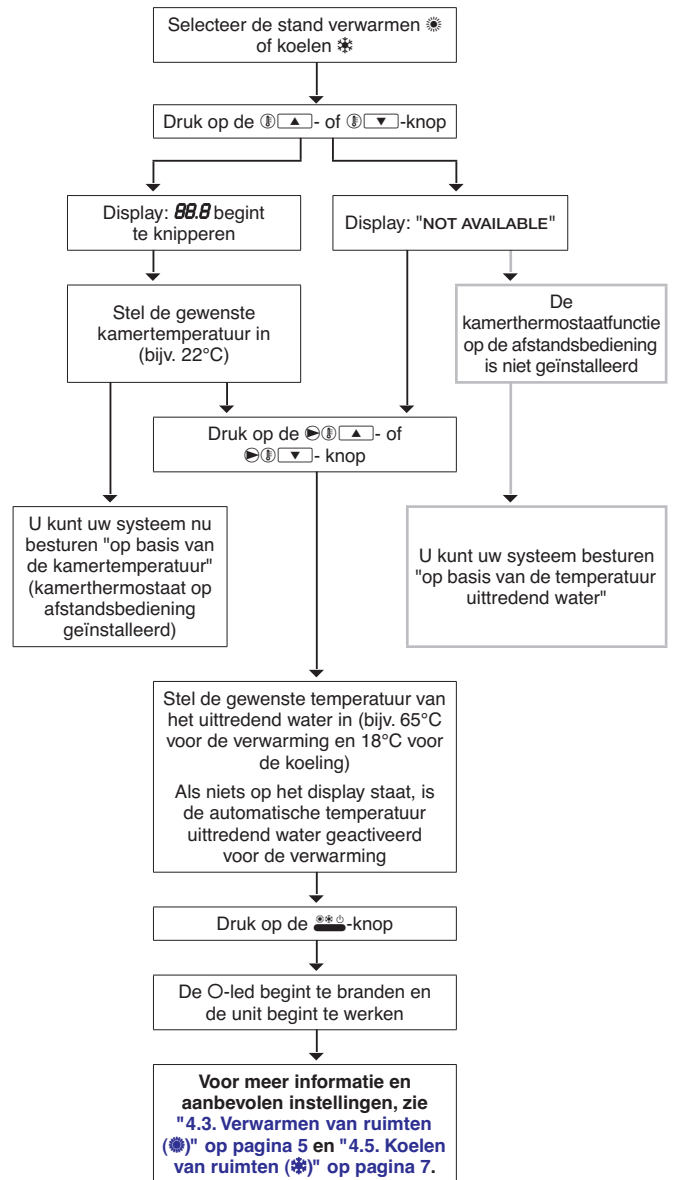 Selecteer de stand verwarmen ☀
of koelen ❄
Druk op de ▲- of ▼-knop
Display: 88.8 begint
te knipperen
Display: "NOT AVAILABLE"
Stel de gewenste
kamertemperatuur in
(bijv. 22°C)
De
kamerthermostaatfunctie
op de afstandsbediening
is niet geïnstalleerd
Druk op de ▲- of
▼- knop
U kunt uw systeem nu
besturen "op basis van
de kamertemperatuur"
(kamerthermostaat op
afstandsbediening
geïnstalleerd)
U kunt uw systeem besturen
"op basis van de temperatuur
uittredend water"
Stel de gewenste temperatuur van
het uittredend water in (bijv. 65°C
voor de verwarming en 18°C voor
de koeling)
Als niets op het display staat, is
de automatische temperatuur
uittredend water geactiveerd
voor de verwarming
Druk op de ☀❄⏻-knop
De O-led begint te branden en
de unit begint te werken
Voor meer informatie en
aanbevolen instellingen, zie
"4.3. Verwarmen van ruimten
(☀)" op pagina 5 en "4.5. Koelen
van ruimten (❄)" op pagina 7.